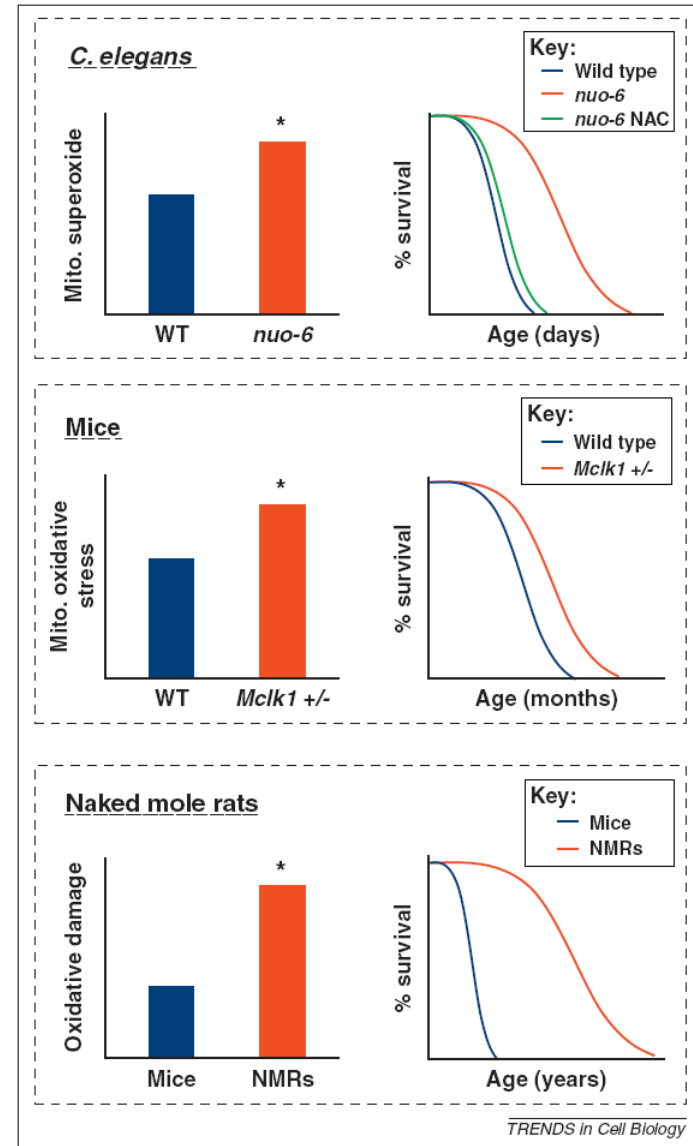 C. elegans
Key:
Wild type
nuo-6
nuo-6 NAC
Mito. superoxide
*
WT
nuo-6
% survival
Age (days)
Mice
Key:
Wild type
Mclk1 +/-
Mito. oxidative
stress
*
WT
Mclk1 +/-
% survival
Age (months)
Naked mole rats
Key:
Mice
NMRs
Oxidative damage
*
Mice
NMRs
% survival
Age (years)
TRENDS in Cell Biology